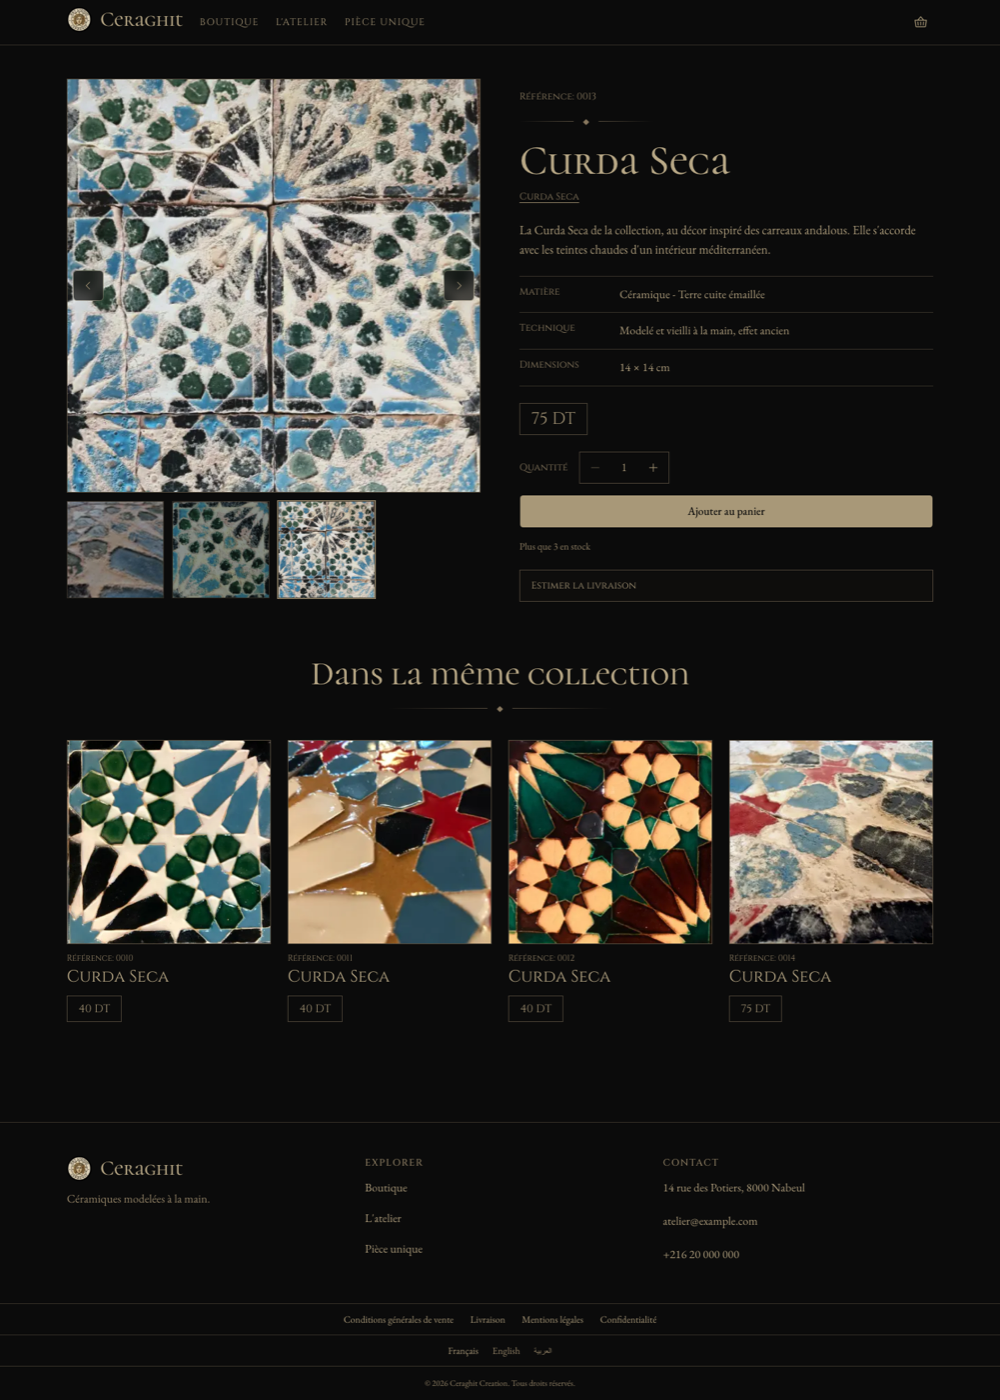 Ceraghit BOUTIQUE L'ATELIER PIÈCE UNIQUE
Référence: 0013
Curda Seca
Curda Seca
La Curda Seca de la collection, au décor inspiré des carreaux andalous. Elle s'accorde
avec les teintes chaudes d'un intérieur méditerranéen.
Matière Céramique - Terre cuite émaillée
Technique Modelé et vieilli à la main, effet ancien
Dimensions 14 × 14 cm
75 DT
Quantité − 1 +
Ajouter au panier
Plus que 3 en stock
Estimer la livraison
Dans la même collection
Référence: 0010
Curda Seca
40 DT
Référence: 0011
Curda Seca
40 DT
Référence: 0012
Curda Seca
40 DT
Référence: 0014
Curda Seca
75 DT
Ceraghit
Céramiques modelées à la main.
EXPLORER
Boutique
L'atelier
Pièce unique
CONTACT
14 rue des Potiers, 8000 Nabeul
atelier@example.com
+216 20 000 000
Conditions générales de vente Livraison Mentions légales Confidentialité
Français English العربية
© 2026 Ceraghit Creation. Tous droits réservés.